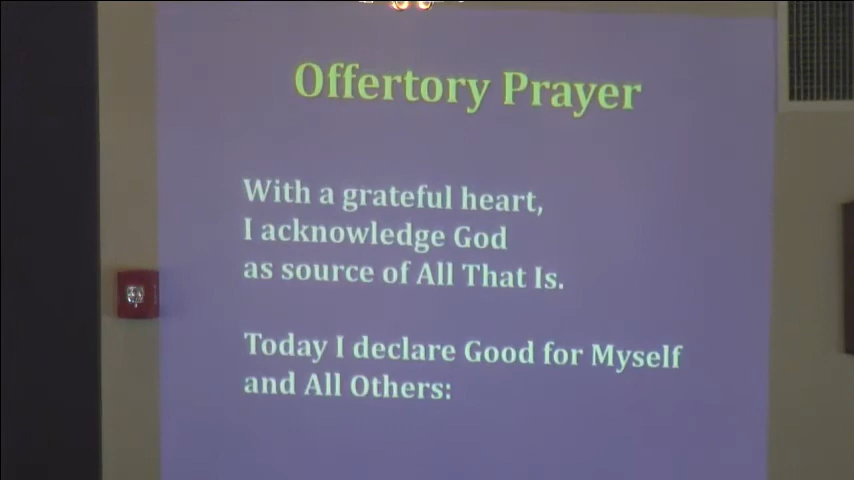 Offertory Prayer
With a grateful heart,
I acknowledge God
as source of All That Is.
Today I declare Good for Myself
and All Others: